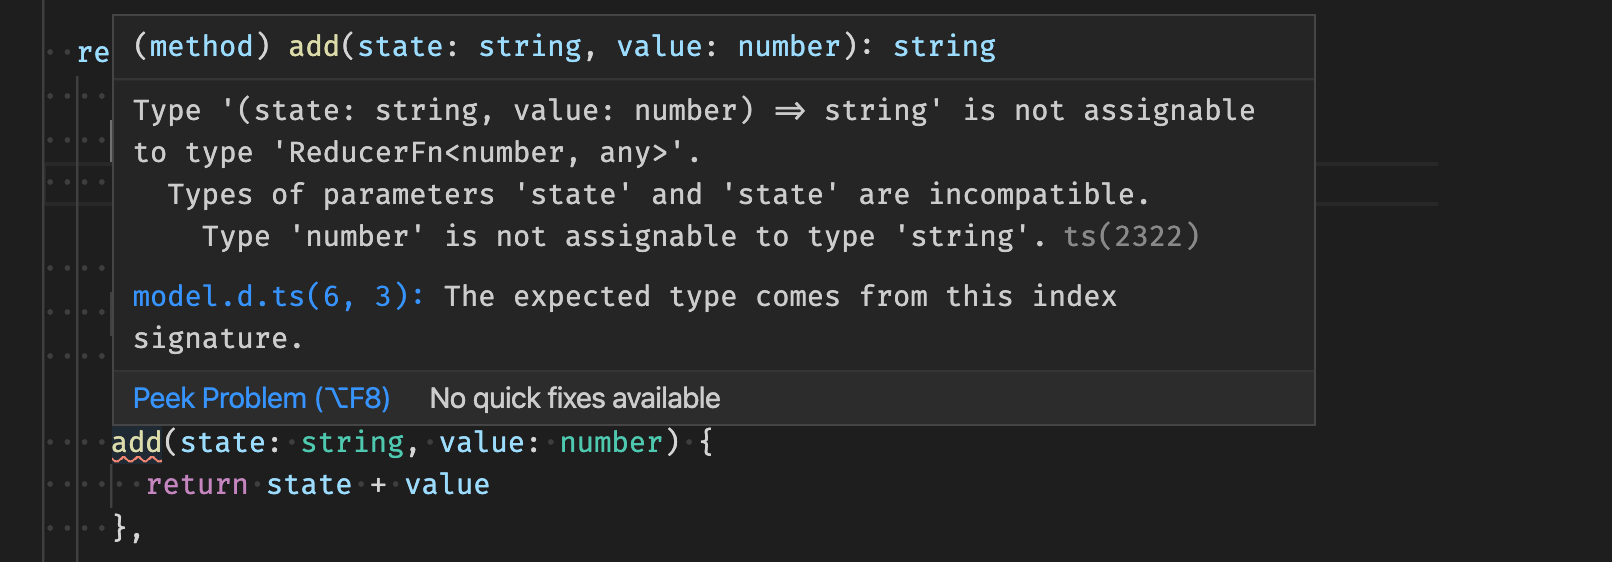 re
(method) add(state: string, value: number): string
Type '(state: string, value: number) => string' is not assignable
to type 'ReducerFn<number, any>'.
Types of parameters 'state' and 'state' are incompatible.
Type 'number' is not assignable to type 'string'. ts(2322)
model.d.ts(6, 3): The expected type comes from this index
signature.
Peek Problem (⌥F8) No quick fixes available
add(state: string, value: number) {
return state + value
},